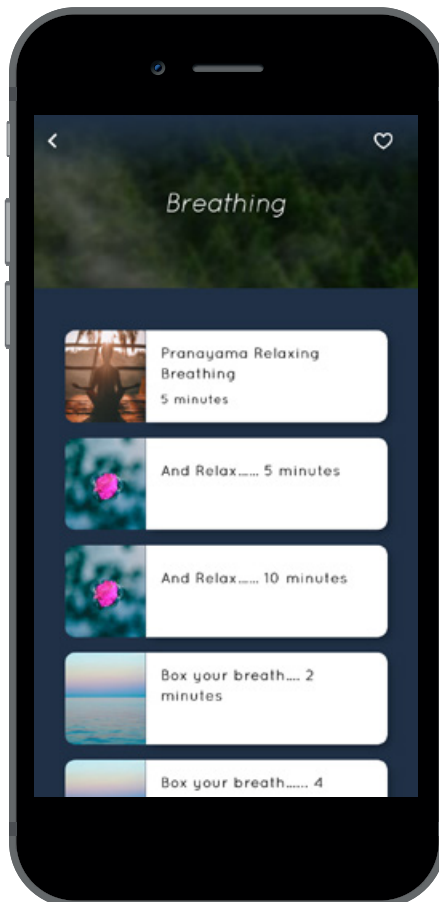 Breathing
Pranayama Relaxing
Breathing
5 minutes
And Relax...... 5 minutes
And Relax...... 10 minutes
Box your breath.... 2
minutes
Box your breath...... 4